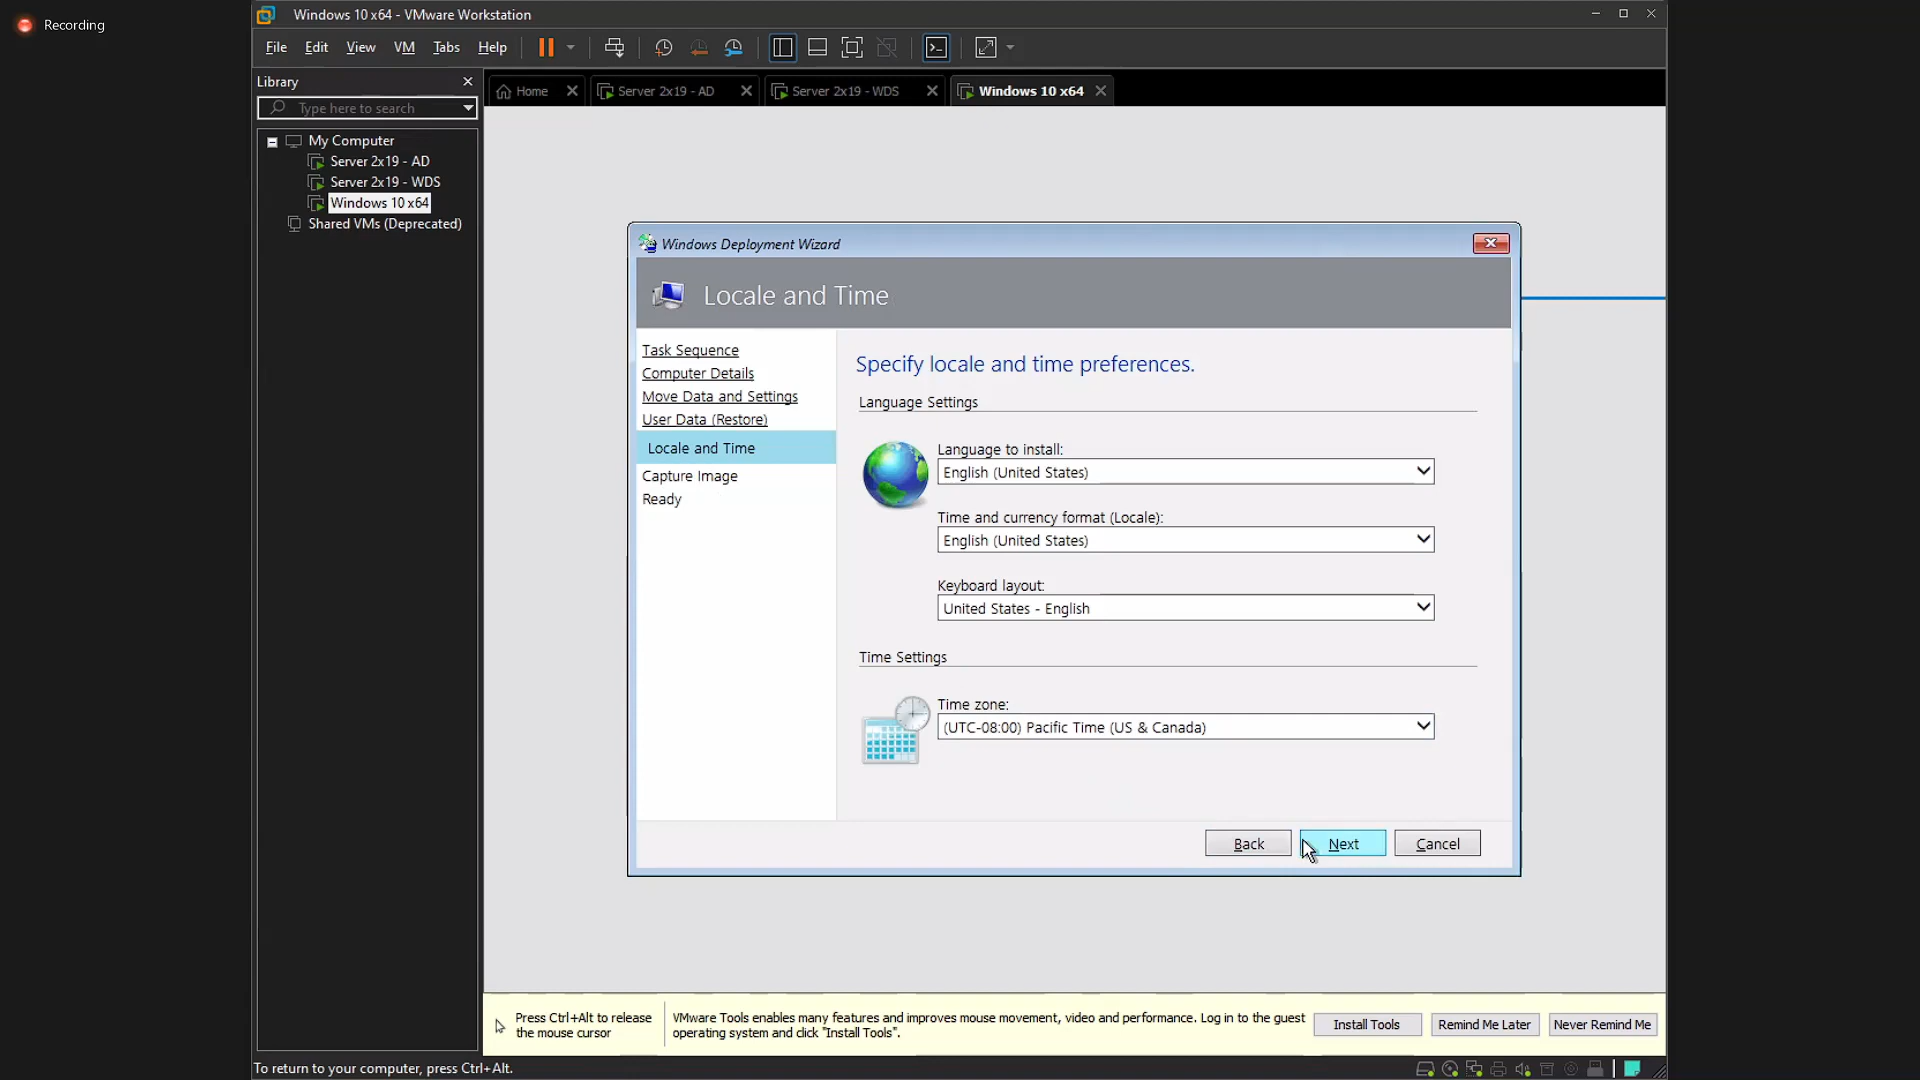 Recording
Windows 10 x64 - VMware Workstation
File Edit View VM Tabs Help
Library
Type here to search
My Computer
Server 2x19 - AD
Server 2x19 - WDS
Windows 10 x64
Shared VMs (Deprecated)
Home
Server 2x19 - AD
Server 2x19 - WDS
Windows 10 x64
Windows Deployment Wizard
Locale and Time
Task Sequence
Computer Details
Move Data and Settings
User Data (Restore)
Locale and Time
Capture Image
Ready
Specify locale and time preferences.
Language Settings
Language to install:
English (United States)
Time and currency format (Locale):
English (United States)
Keyboard layout:
United States - English
Time Settings
Time zone:
(UTC-08:00) Pacific Time (US & Canada)
Back
Next
Cancel
Press Ctrl+Alt to release
the mouse cursor
VMware Tools enables many features and improves mouse movement, video and performance. Log in to the guest
operating system and click "Install Tools".
Install Tools
Remind Me Later
Never Remind Me
To return to your computer, press Ctrl+Alt.